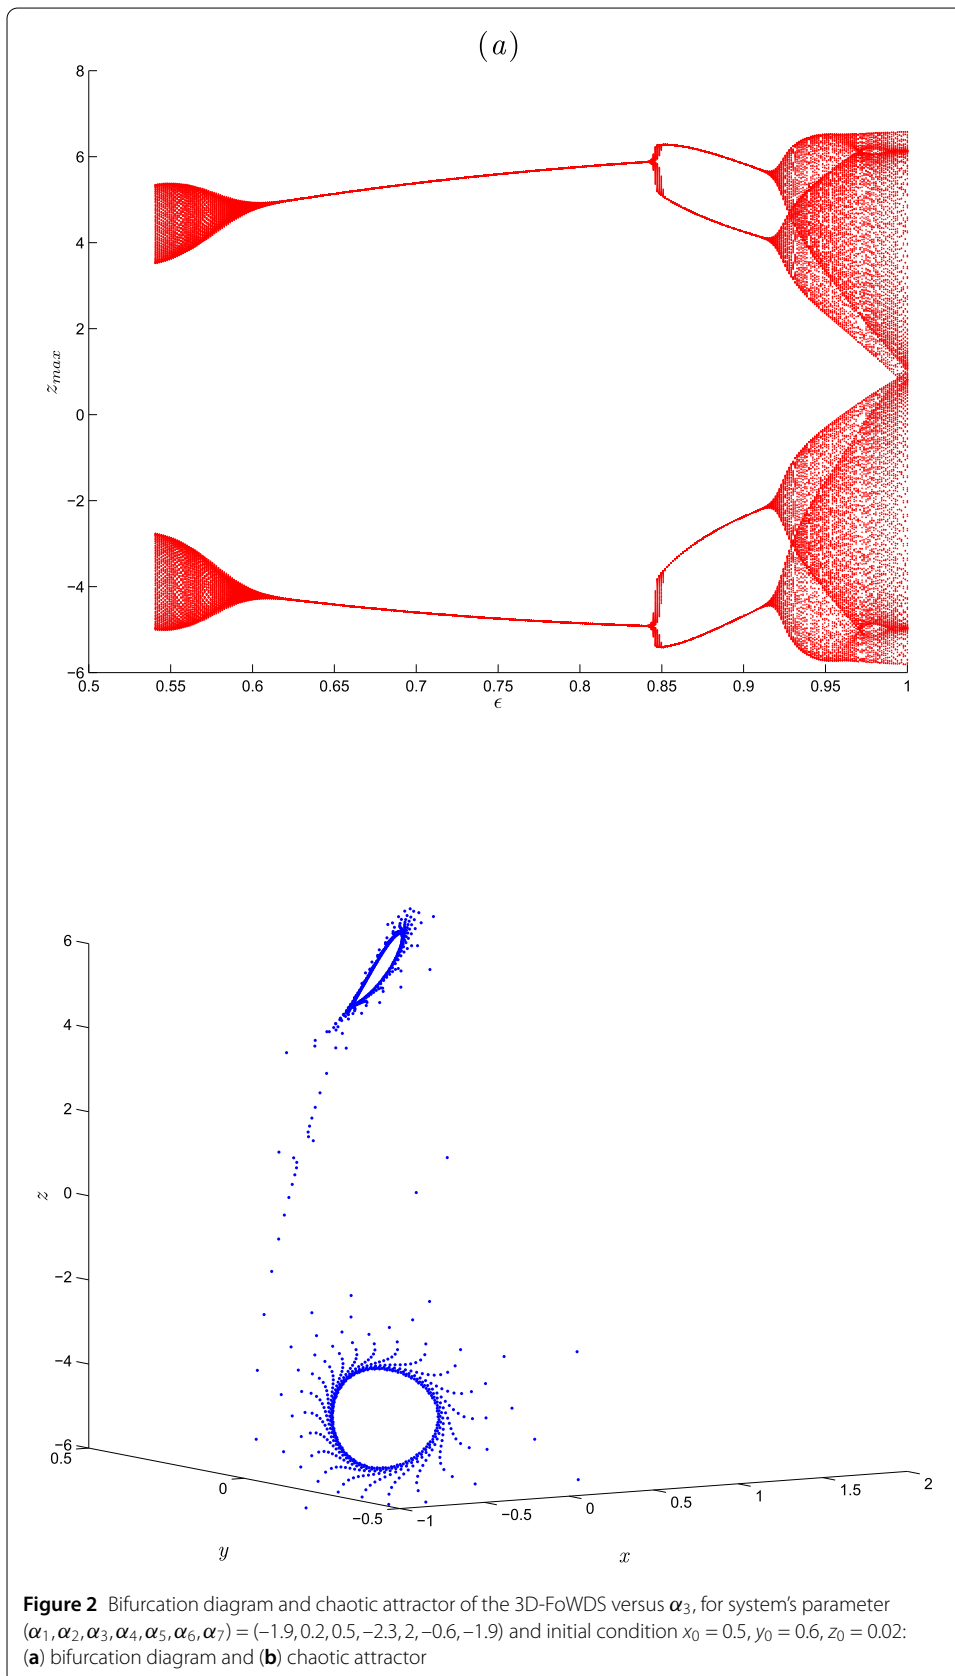 (a)
8
6
4
2
0
−2
−4
−6
z_max
0.5 0.55 0.6 0.65 0.7 0.75 0.8 0.85 0.9 0.95 1
ϵ
6
4
2
0
−2
−4
−6
z
0.5
0
−0.5
y
−1 −0.5 0 0.5 1 1.5 2
x
Figure 2 Bifurcation diagram and chaotic attractor of the 3D-FoWDS versus α₃, for system's parameter
(α₁,α₂,α₃,α₄,α₅,α₆,α₇) = (−1.9, 0.2, 0.5, −2.3, 2, −0.6, −1.9) and initial condition x₀ = 0.5, y₀ = 0.6, z₀ = 0.02:
(a) bifurcation diagram and (b) chaotic attractor